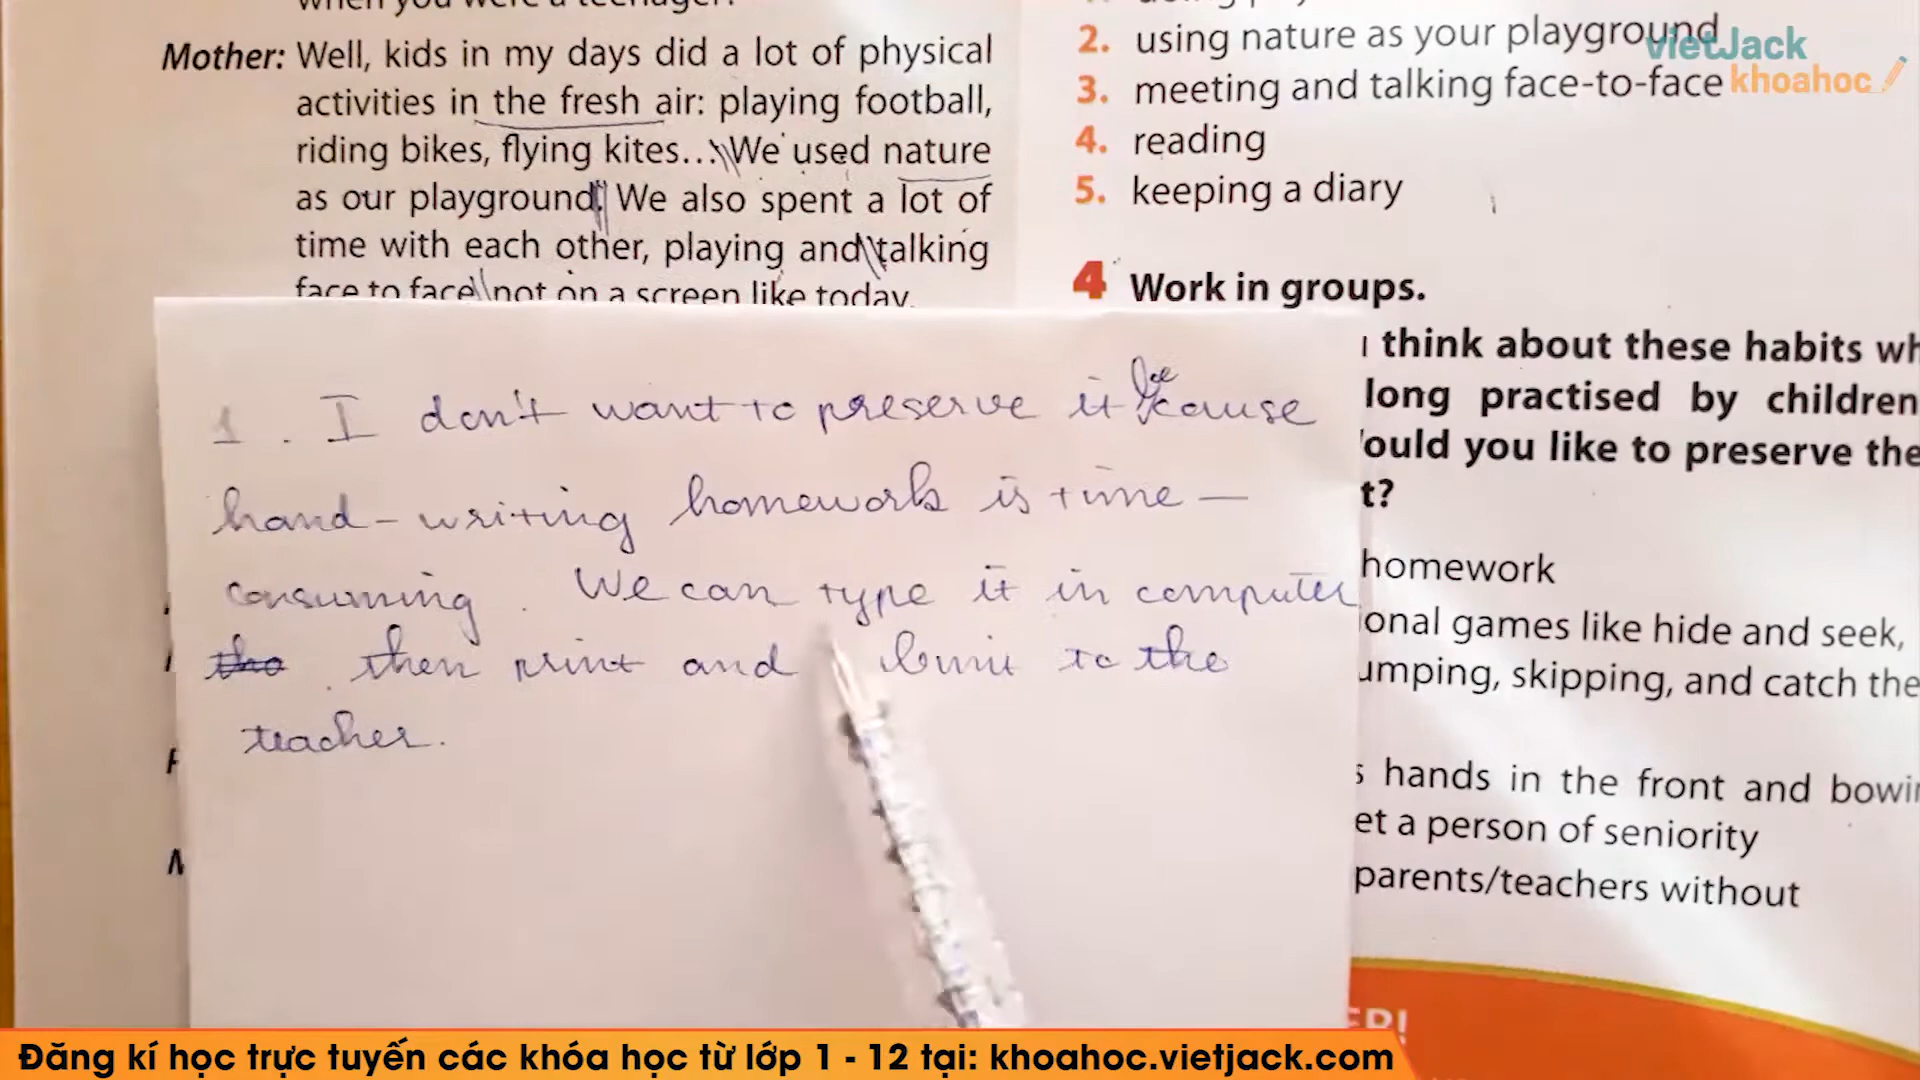 when you were a teenager?
Mother: Well, kids in my days did a lot of physical
activities in the fresh air: playing football,
riding bikes, flying kites... We used nature
as our playground. We also spent a lot of
time with each other, playing and talking
face to face not on a screen like today.
2. using nature as your playground
3. meeting and talking face-to-face
4. reading
5. keeping a diary
4 Work in groups.
think about these habits wh
long practised by children
ould you like to preserve the
t?
homework
onal games like hide and seek,
umping, skipping, and catch the
s hands in the front and bowin
et a person of seniority
parents/teachers without
ER!
1. I don't want to preserve it because
hand-writing homework is time-
consuming. We can type it in computer
tho then print and to the
teacher.
vietJack
khoahoc
Đăng kí học trực tuyến các khóa học từ lớp 1 - 12 tại: khoahoc.vietjack.com